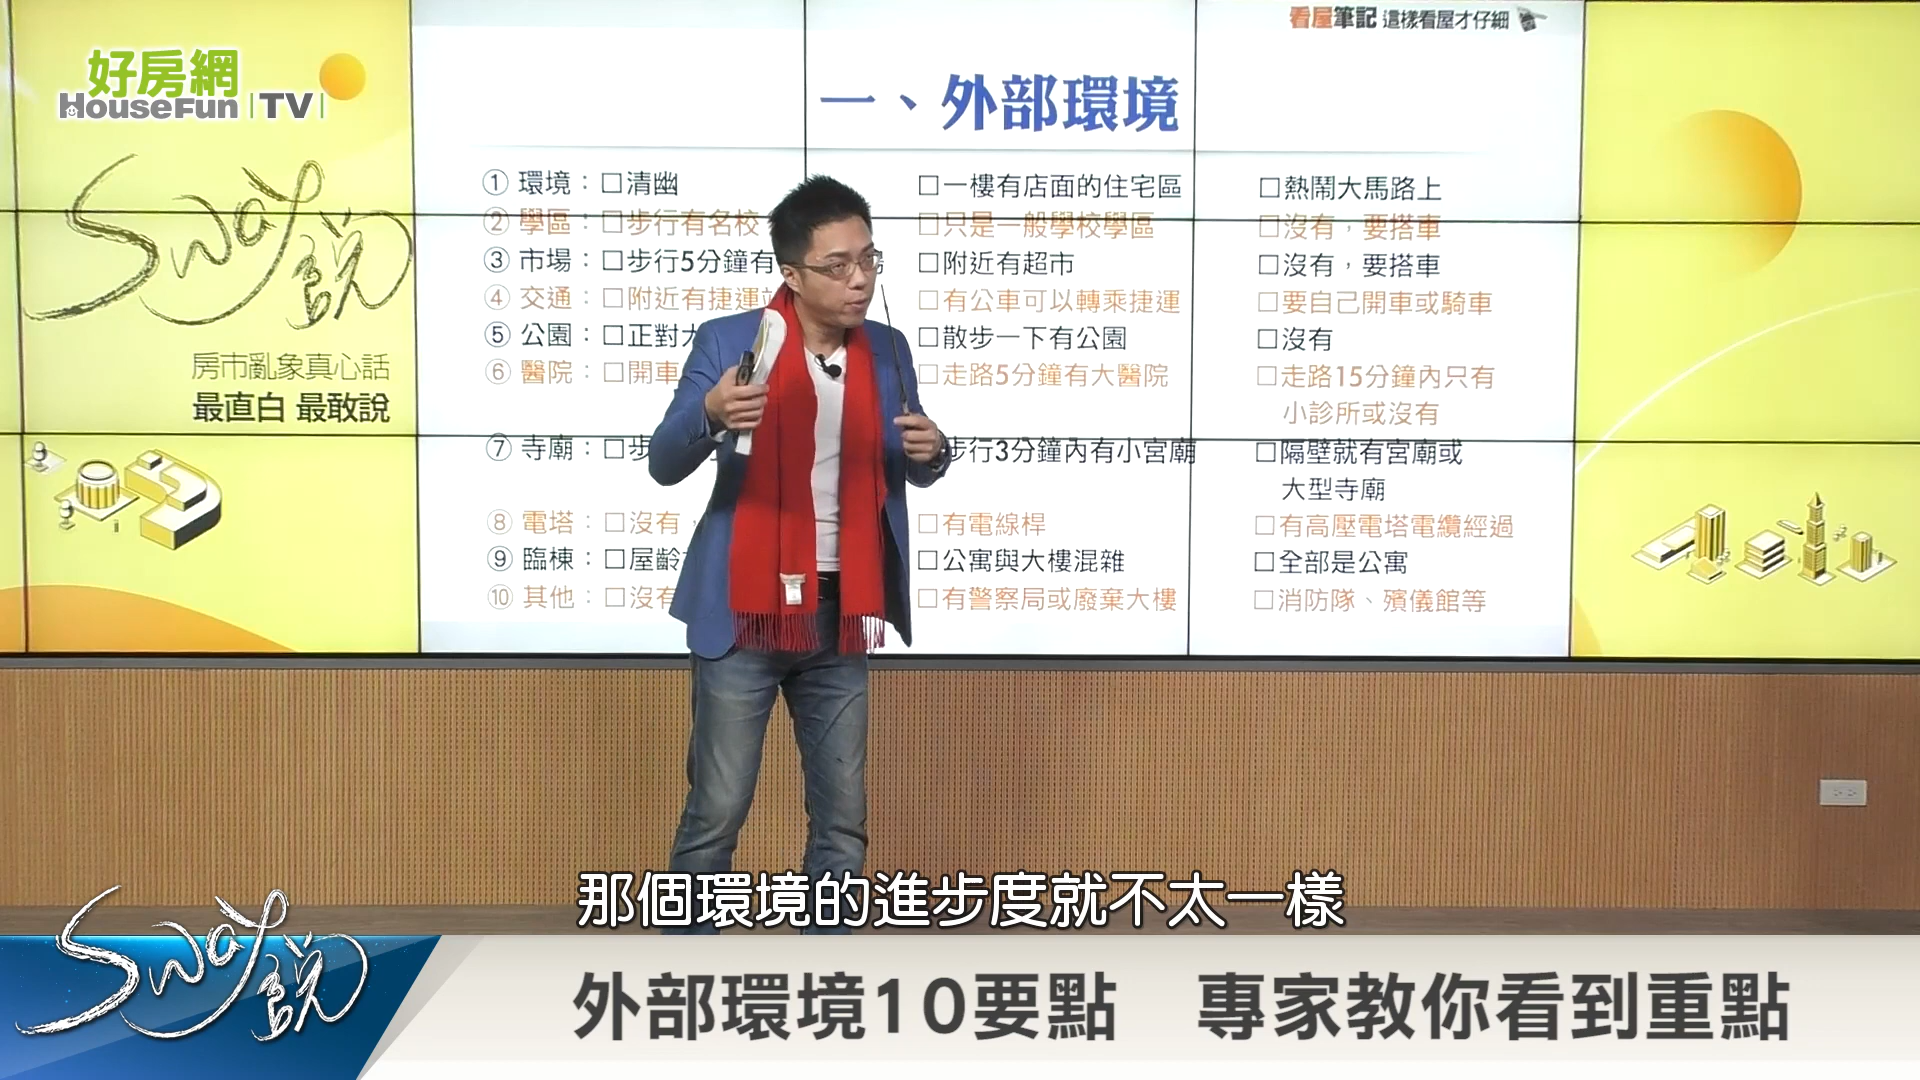 好房網
HouseFun TV
Sway說
房市亂象真心話
最直白 最敢說
看屋筆記 這樣看屋才仔細
一、外部環境
① 環境：□清幽 □一樓有店面的住宅區 □熱鬧大馬路上
② 學區：□步行有名校 □只是一般學校學區 □沒有，要搭車
③ 市場：□步行5分鐘有 □附近有超市 □沒有，要搭車
④ 交通：□附近有捷運 □有公車可以轉乘捷運 □要自己開車或騎車
⑤ 公園：□正對 □散步一下有公園 □沒有
⑥ 醫院：□開車 □走路5分鐘有大醫院 □走路15分鐘內只有
小診所或沒有
⑦ 寺廟：□步 步行3分鐘內有小宮廟 □隔壁就有宮廟或
大型寺廟
⑧ 電塔：□沒有， □有電線桿 □有高壓電塔電纜經過
⑨ 臨棟：□屋齡 □公寓與大樓混雜 □全部是公寓
⑩ 其他：□沒有 □有警察局或廢棄大樓 □消防隊、殯儀館等
那個環境的進步度就不太一樣
Sway說
外部環境10要點 專家教你看到重點